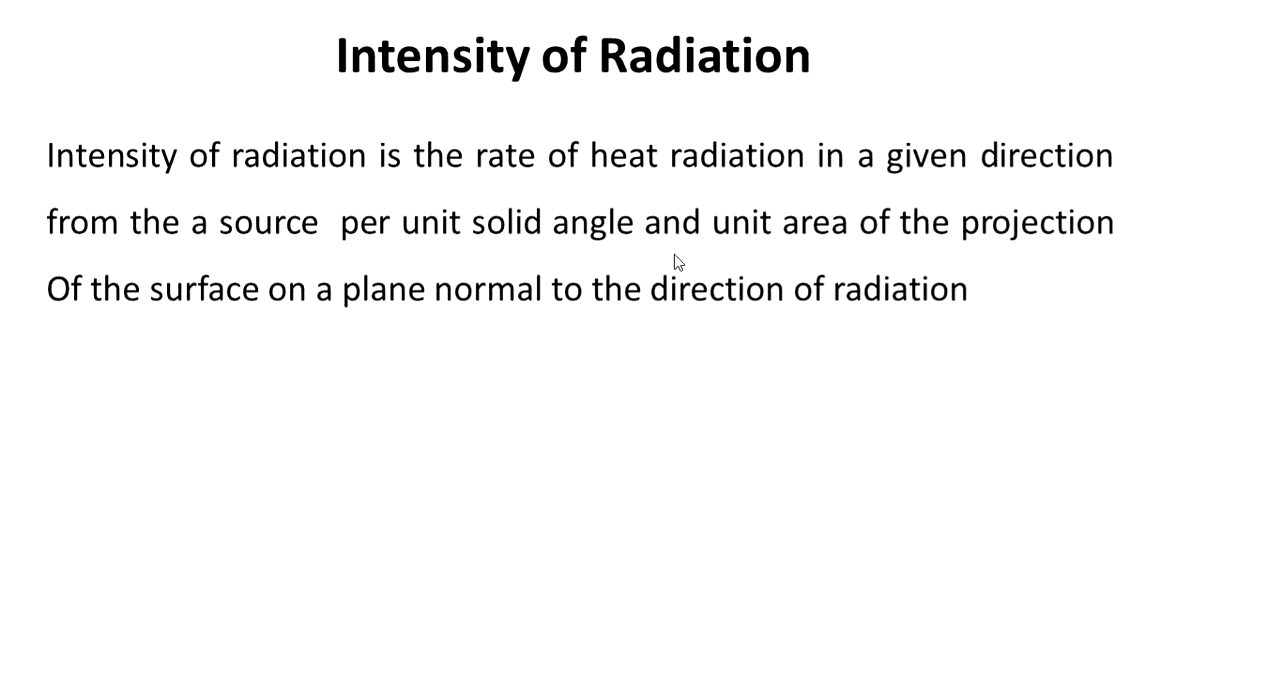 Intensity of Radiation
Intensity of radiation is the rate of heat radiation in a given direction
from the a source per unit solid angle and unit area of the projection
Of the surface on a plane normal to the direction of radiation